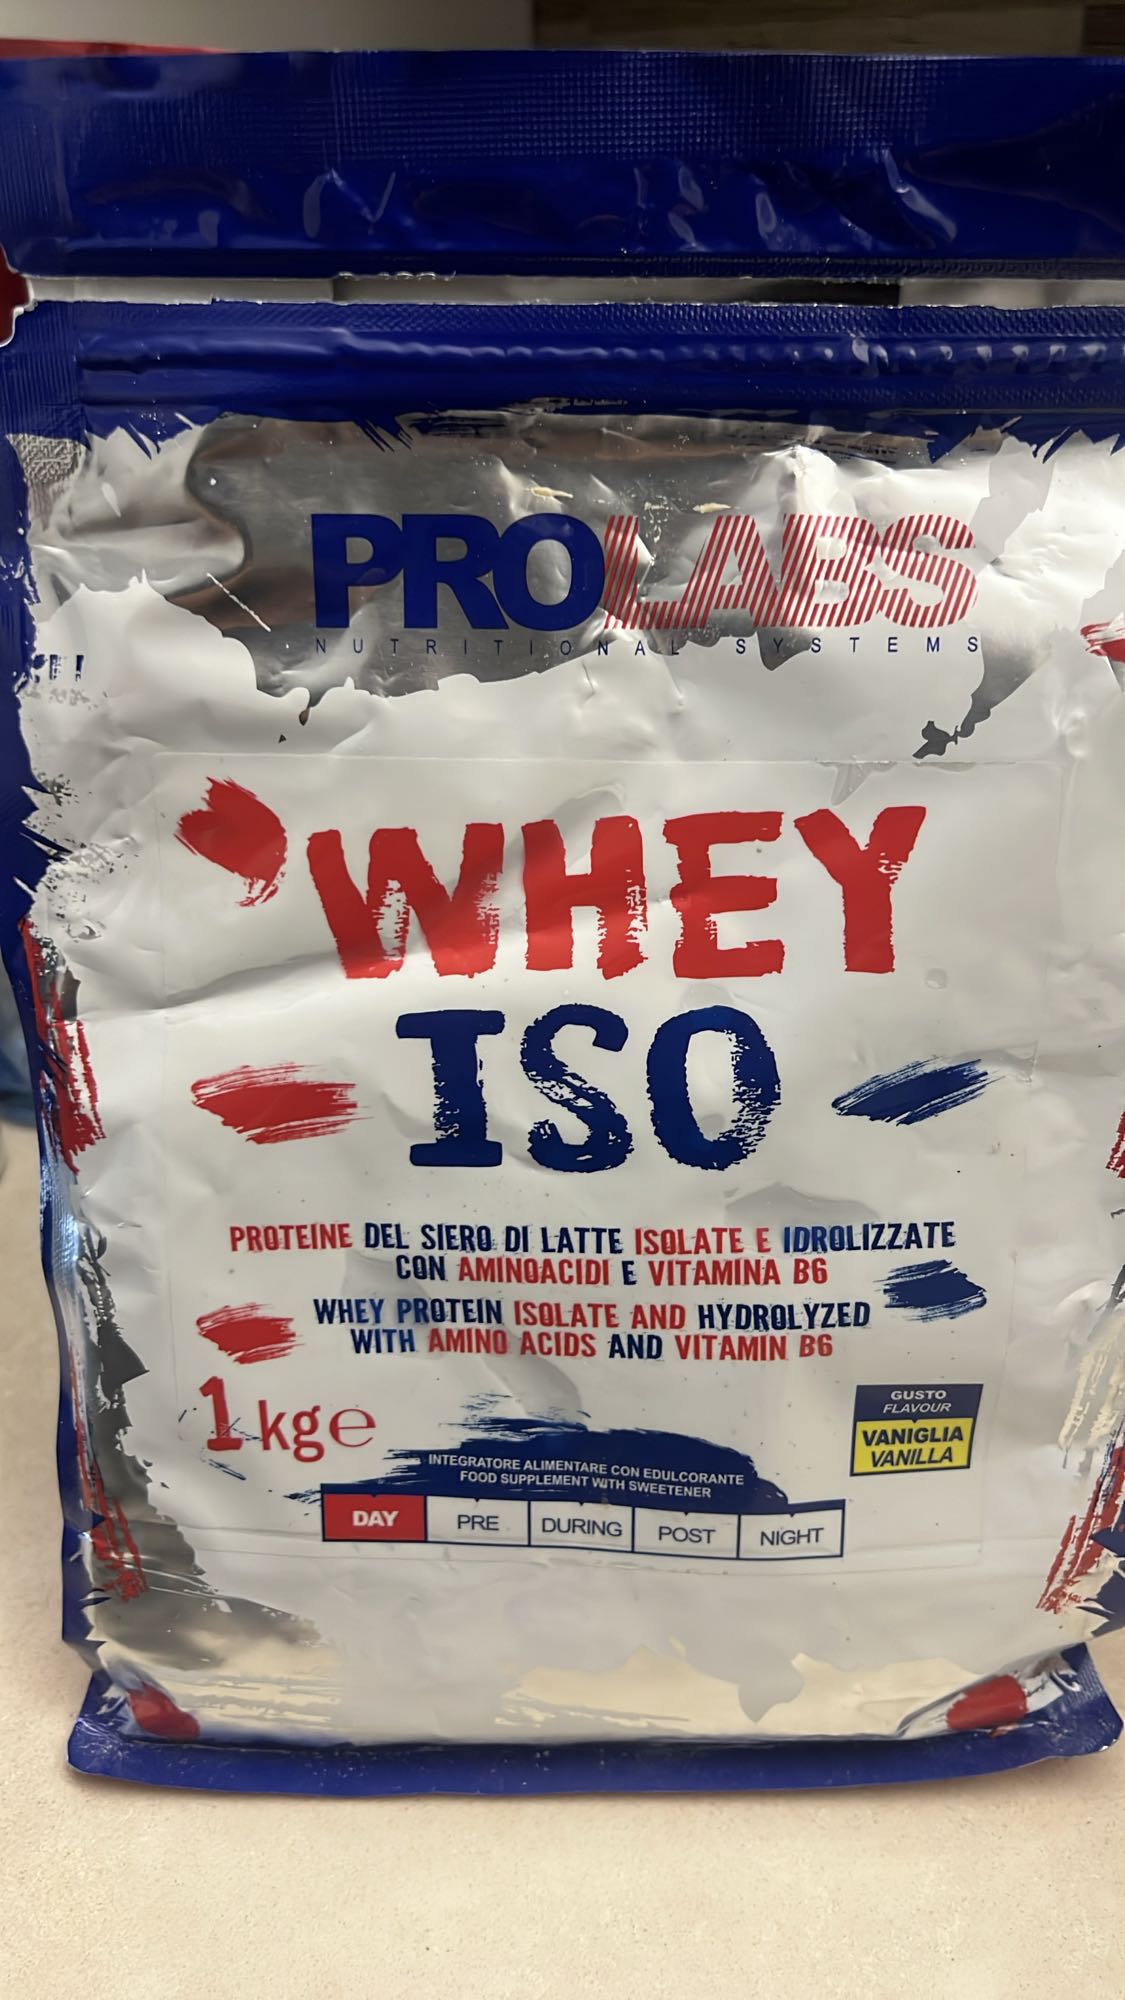 PROLABS
NUTRITIONAL SYSTEMS
WHEY
ISO
PROTEINE DEL SIERO DI LATTE ISOLATE E IDROLIZZATE
CON AMINOACIDI E VITAMINA B6
WHEY PROTEIN ISOLATE AND HYDROLYZED
WITH AMINO ACIDS AND VITAMIN B6
1kg℮
GUSTO
FLAVOUR
VANIGLIA
VANILLA
INTEGRATORE ALIMENTARE CON EDULCORANTE
FOOD SUPPLEMENT WITH SWEETENER
DAY PRE DURING POST NIGHT